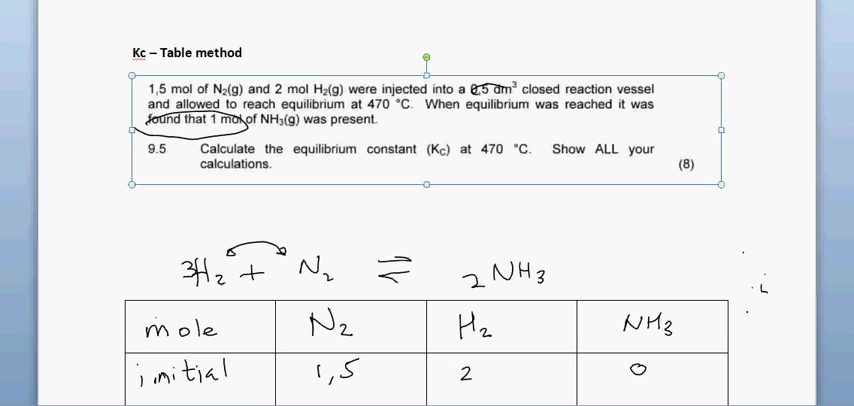 Kc – Table method
1,5 mol of N₂(g) and 2 mol H₂(g) were injected into a 0,5 dm³ closed reaction vessel
and allowed to reach equilibrium at 470 °C. When equilibrium was reached it was
found that 1 mol of NH₃(g) was present.
9.5 Calculate the equilibrium constant (Kc) at 470 °C. Show ALL your
calculations. (8)
3H₂ + N₂ ⇌ 2NH₃
mole N₂ H₂ NH₃
initial 1,5 2 0